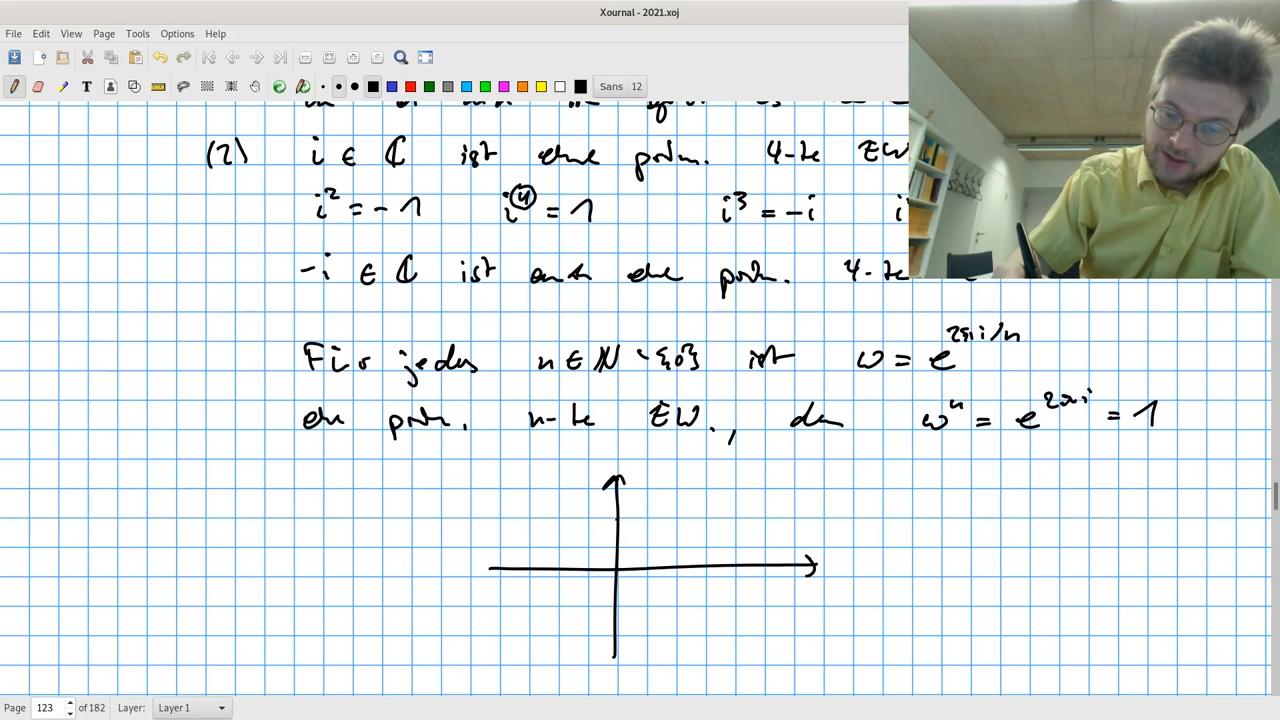 Xournal - 2021.xoj
File Edit View Page Tools Options Help
T Sans 12
(2) i ∈ ℂ ist eine prim. 4-te EW
i² = -1 i⁴ = 1 i³ = -i i
-i ∈ ℂ ist auch eine prim. 4-te
Für jedes n ∈ ℕ \ {0} ist ω = e^{2πi/n}
eine prim. n-te EW., denn ωⁿ = e^{2πi} = 1
Page 123 of 182 Layer: Layer 1